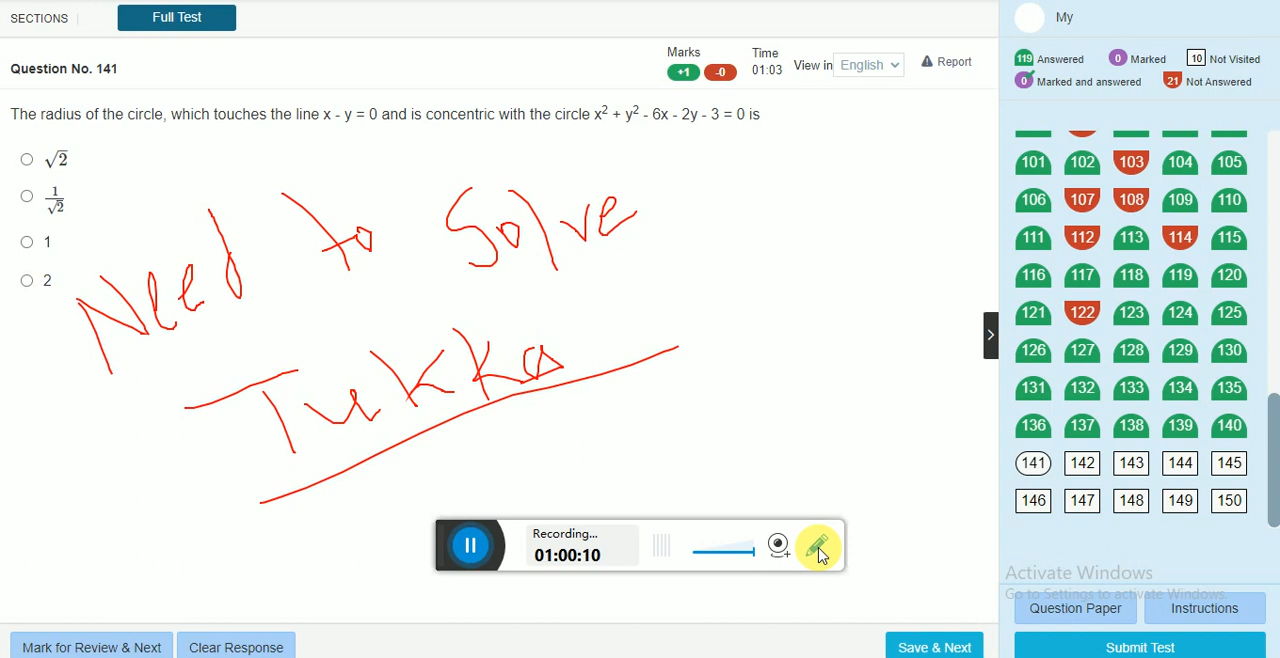 SECTIONS
Full Test
My
Question No. 141
Marks
+1 -0
Time
01:03
View in English
Report
119 Answered
0 Marked
10 Not Visited
0 Marked and answered
21 Not Answered
The radius of the circle, which touches the line x - y = 0 and is concentric with the circle x² + y² - 6x - 2y - 3 = 0 is
√2
1/√2
1
2
Need to Solve
Tukka
101 102 103 104 105
106 107 108 109 110
111 112 113 114 115
116 117 118 119 120
121 122 123 124 125
126 127 128 129 130
131 132 133 134 135
136 137 138 139 140
141 142 143 144 145
146 147 148 149 150
Recording...
01:00:10
Activate Windows
Go to Settings to activate Windows.
Question Paper
Instructions
Mark for Review & Next
Clear Response
Save & Next
Submit Test